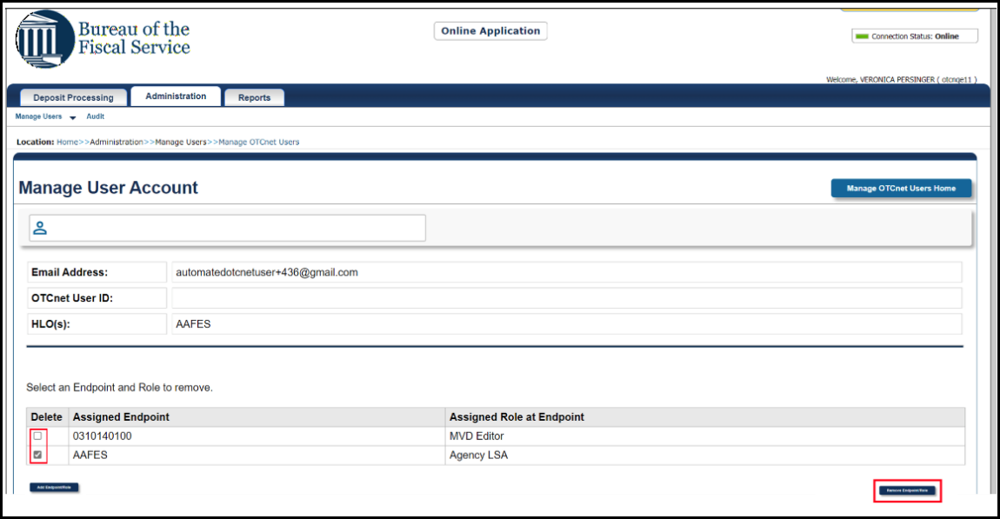 Bureau of the
Fiscal Service
Online Application
Connection Status: Online
Welcome, VERONICA PERSINGER ( otcnqe11 )
Deposit Processing Administration Reports
Manage Users Audit
Location: Home>>Administration>>Manage Users>>Manage OTCnet Users
Manage User Account
Manage OTCnet Users Home
Email Address: automatedotcnetuser+436@gmail.com
OTCnet User ID:
HLO(s): AAFES
Select an Endpoint and Role to remove.
Delete Assigned Endpoint Assigned Role at Endpoint
0310140100 MVD Editor
AAFES Agency LSA
Add Endpoint/Role Remove Endpoint/Role